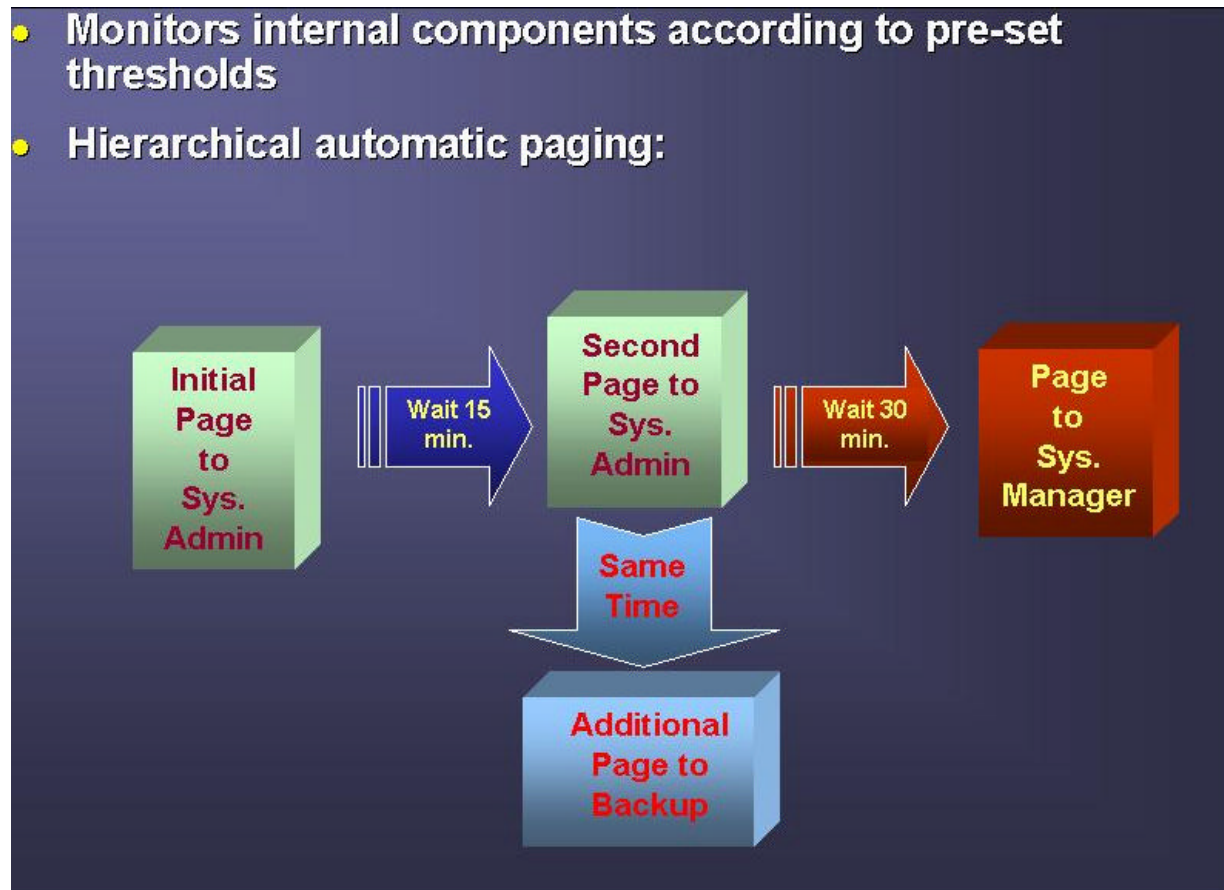 Monitors internal components according to pre-set
thresholds
Hierarchical automatic paging:
Initial
Page
to
Sys.
Admin
Wait 15
min.
Second
Page to
Sys.
Admin
Wait 30
min.
Page
to
Sys.
Manager
Same
Time
Additional
Page to
Backup